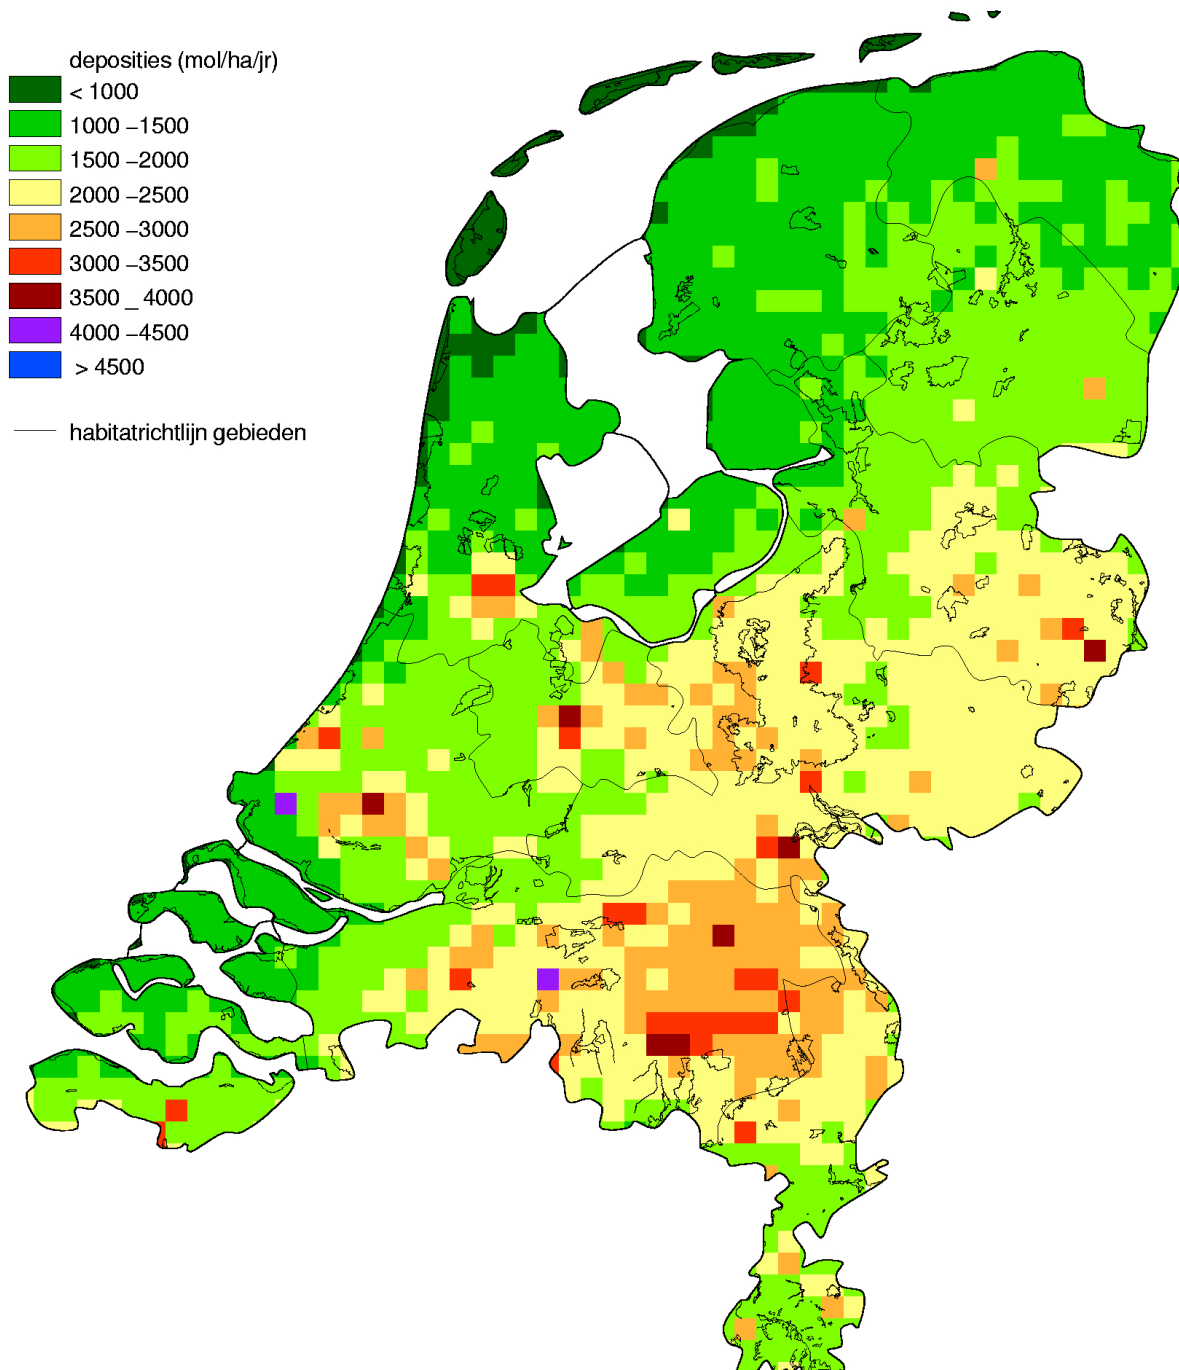 deposities (mol/ha/jr)
< 1000
1000 –1500
1500 –2000
2000 –2500
2500 –3000
3000 –3500
3500 _ 4000
4000 –4500
> 4500
habitatrichtlijn gebieden